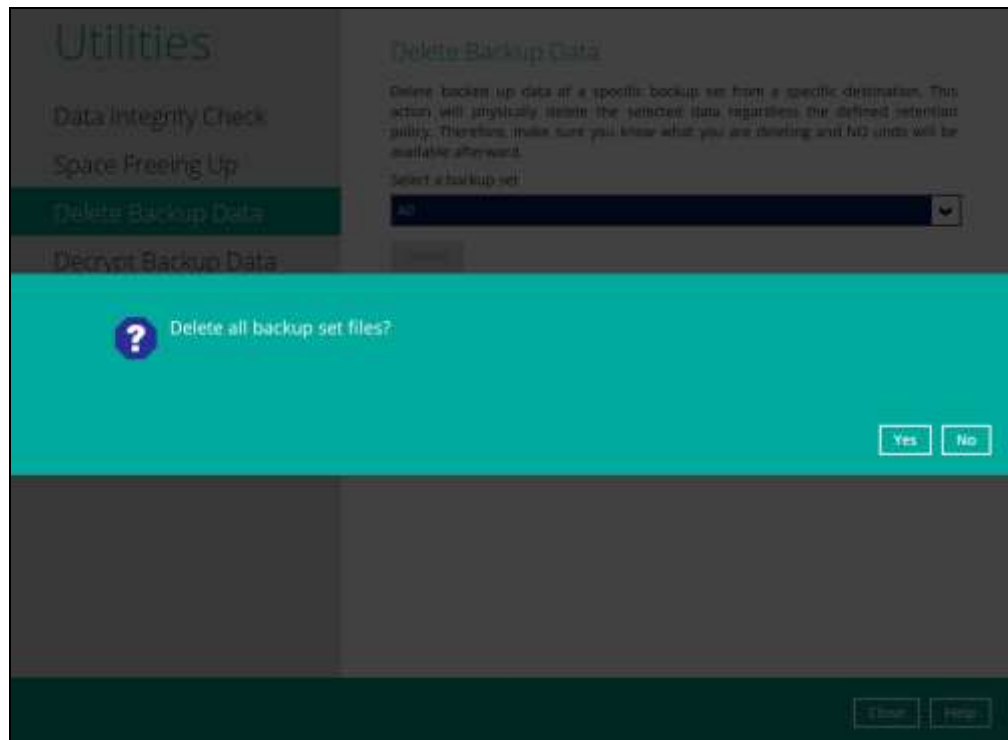 Utilities
Data Integrity Check
Space Freeing Up
Delete Backup Data
Decrypt Backup Data
Delete Backup Data
Delete backed up data of a specific backup set from a specific destination. This
action will physically delete the selected data regardless the defined retention
policy. Therefore, make sure you know what you are deleting and NO undo will be
available afterward.
Select a backup set
Delete all backup set files?
Yes
No
Close
Help